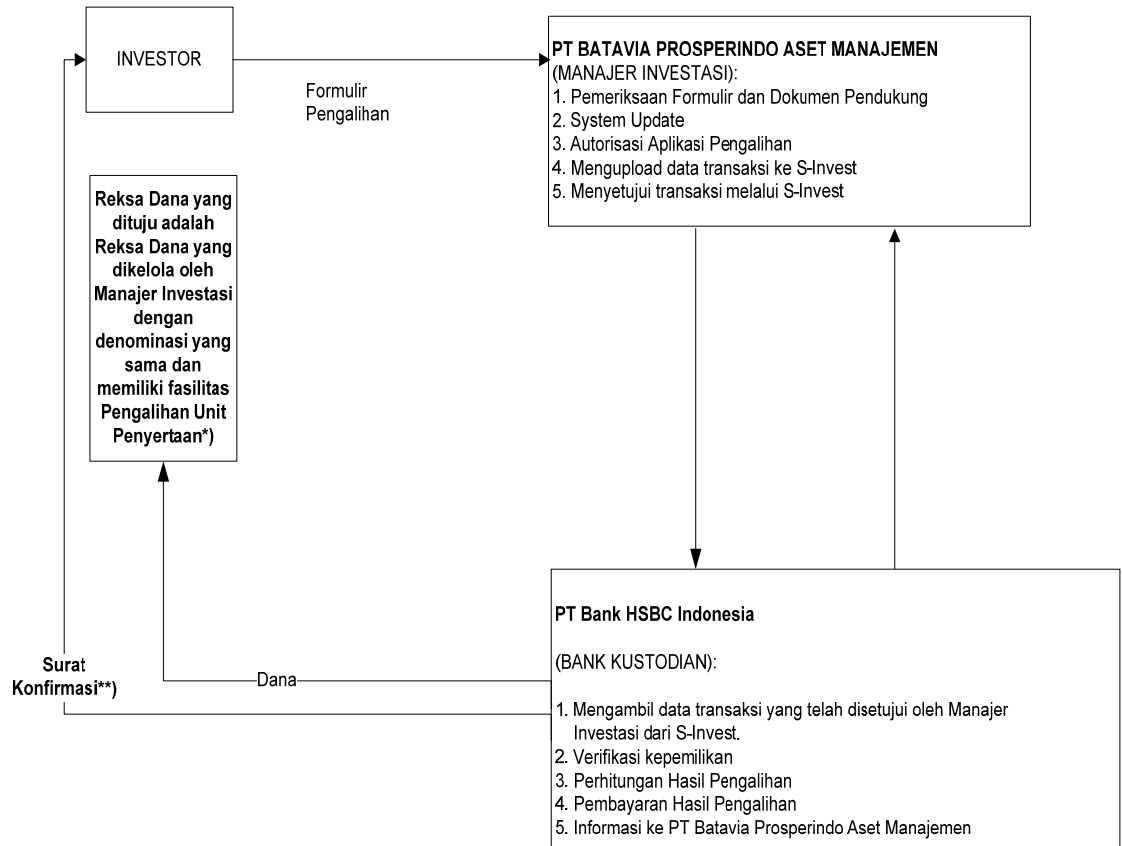 INVESTOR
Formulir
Pengalihan
PT BATAVIA PROSPERINDO ASET MANAJEMEN
(MANAJER INVESTASI):
1. Pemeriksaan Formulir dan Dokumen Pendukung
2. System Update
3. Autorisasi Aplikasi Pengalihan
4. Mengupload data transaksi ke S-Invest
5. Menyetujui transaksi melalui S-Invest
Reksa Dana yang
dituju adalah
Reksa Dana yang
dikelola oleh
Manajer Investasi
dengan
denominasi yang
sama dan
memiliki fasilitas
Pengalihan Unit
Penyertaan*)
Surat
Konfirmasi**)
Dana
PT Bank HSBC Indonesia
(BANK KUSTODIAN):
1. Mengambil data transaksi yang telah disetujui oleh Manajer
Investasi dari S-Invest.
2. Verifikasi kepemilikan
3. Perhitungan Hasil Pengalihan
4. Pembayaran Hasil Pengalihan
5. Informasi ke PT Batavia Prosperindo Aset Manajemen